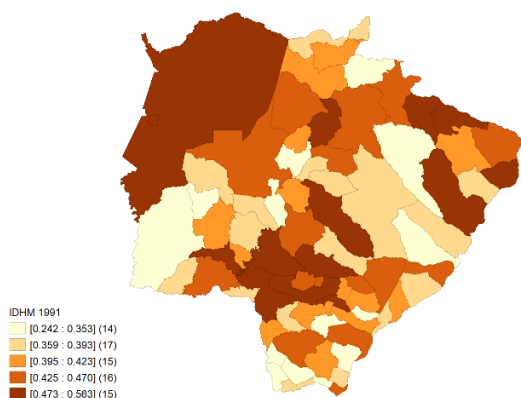 IDHM 1991
[0.242 : 0.353] (14)
[0.359 : 0.393] (17)
[0.395 : 0.423] (15)
[0.425 : 0.470] (16)
[0.473 : 0.563] (15)